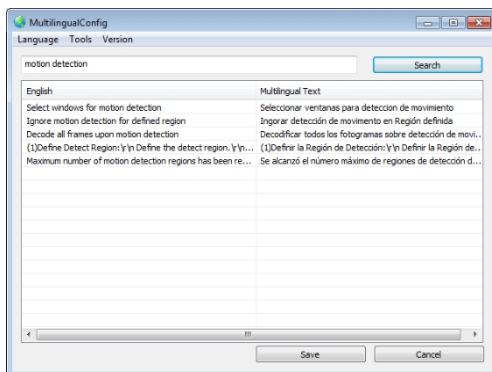 MultilingualConfig
Language Tools Version
motion detection Search
English Multilingual Text
Select windows for motion detection Seleccionar ventanas para deteccion de movimiento
Ignore motion detection for defined region Ingorar detección de movimiento en Región definida
Decode all frames upon motion detection Decodificar todos los fotogramas sobre detección de movi...
(1)Define Detect Region:\r\n Define the detect region.\r\n... (1)Definir la Región de Detección:\r\n Definir la Región de...
Maximum number of motion detection regions has been re... Se alcanzó el número máximo de regiones de detección d...
Save Cancel